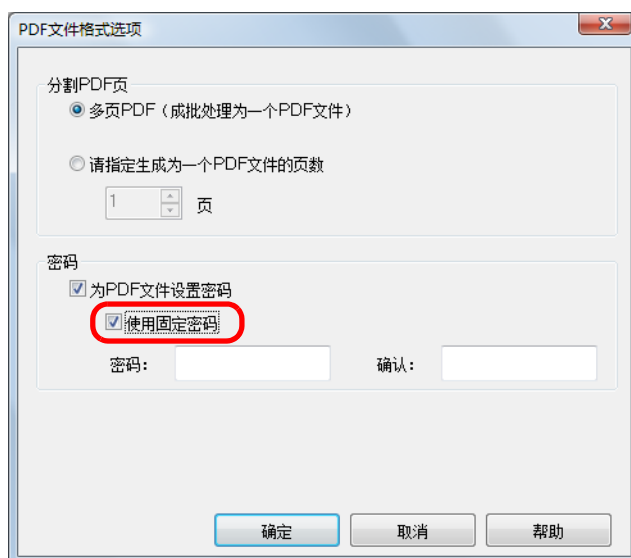 PDF文件格式选项
分割PDF页
多页PDF（成批处理为一个PDF文件）
请指定生成为一个PDF文件的页数
1 页
密码
为PDF文件设置密码
使用固定密码
密码： 确认：
确定 取消 帮助